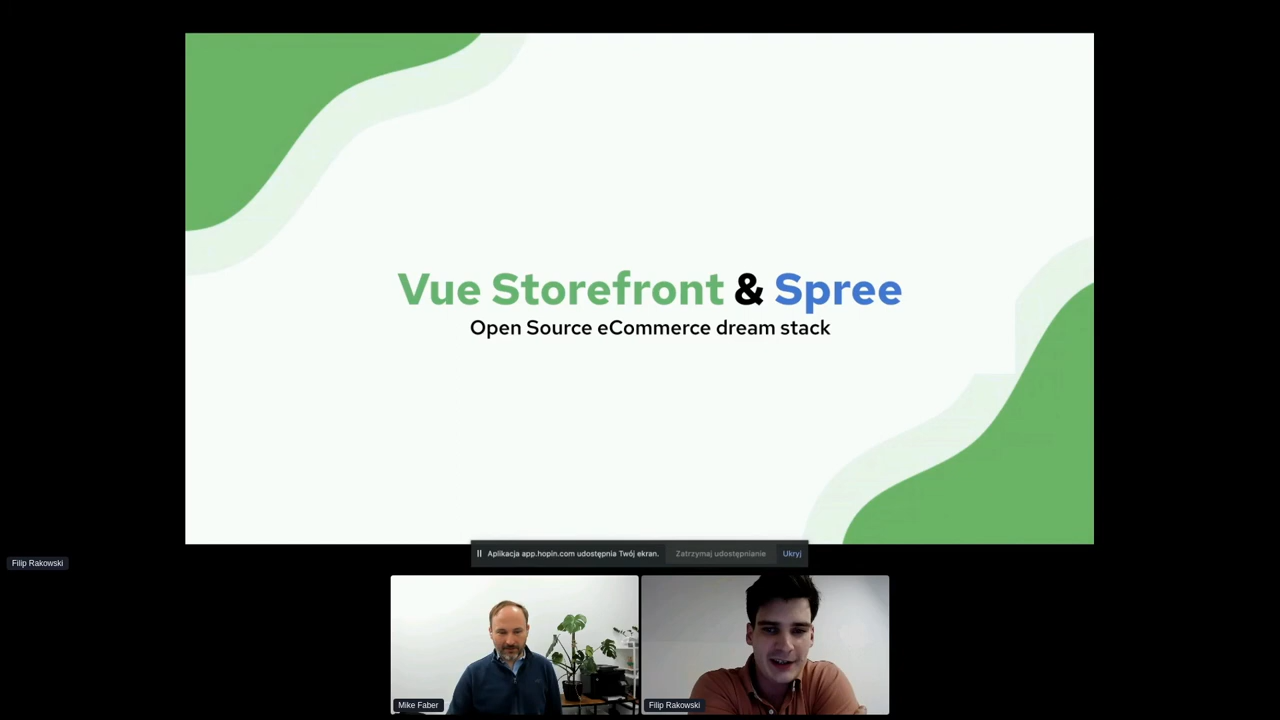 Vue Storefront & Spree
Open Source eCommerce dream stack
Aplikacja app.hopin.com udostępnia Twój ekran. Zatrzymaj udostępnianie Ukryj
Filip Rakowski
Mike Faber
Filip Rakowski